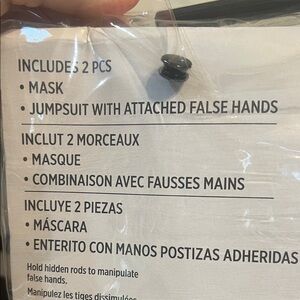 INCLUDES 2 PCS
• MASK
• JUMPSUIT WITH ATTACHED FALSE HANDS
INCLUT 2 MORCEAUX
• MASQUE
• COMBINAISON AVEC FAUSSES MAINS
INCLUYE 2 PIEZAS
• MÁSCARA
• ENTERITO CON MANOS POSTIZAS ADHERIDAS
Hold hidden rods to manipulate
false hands.
Manipulez les tiges dissimulées